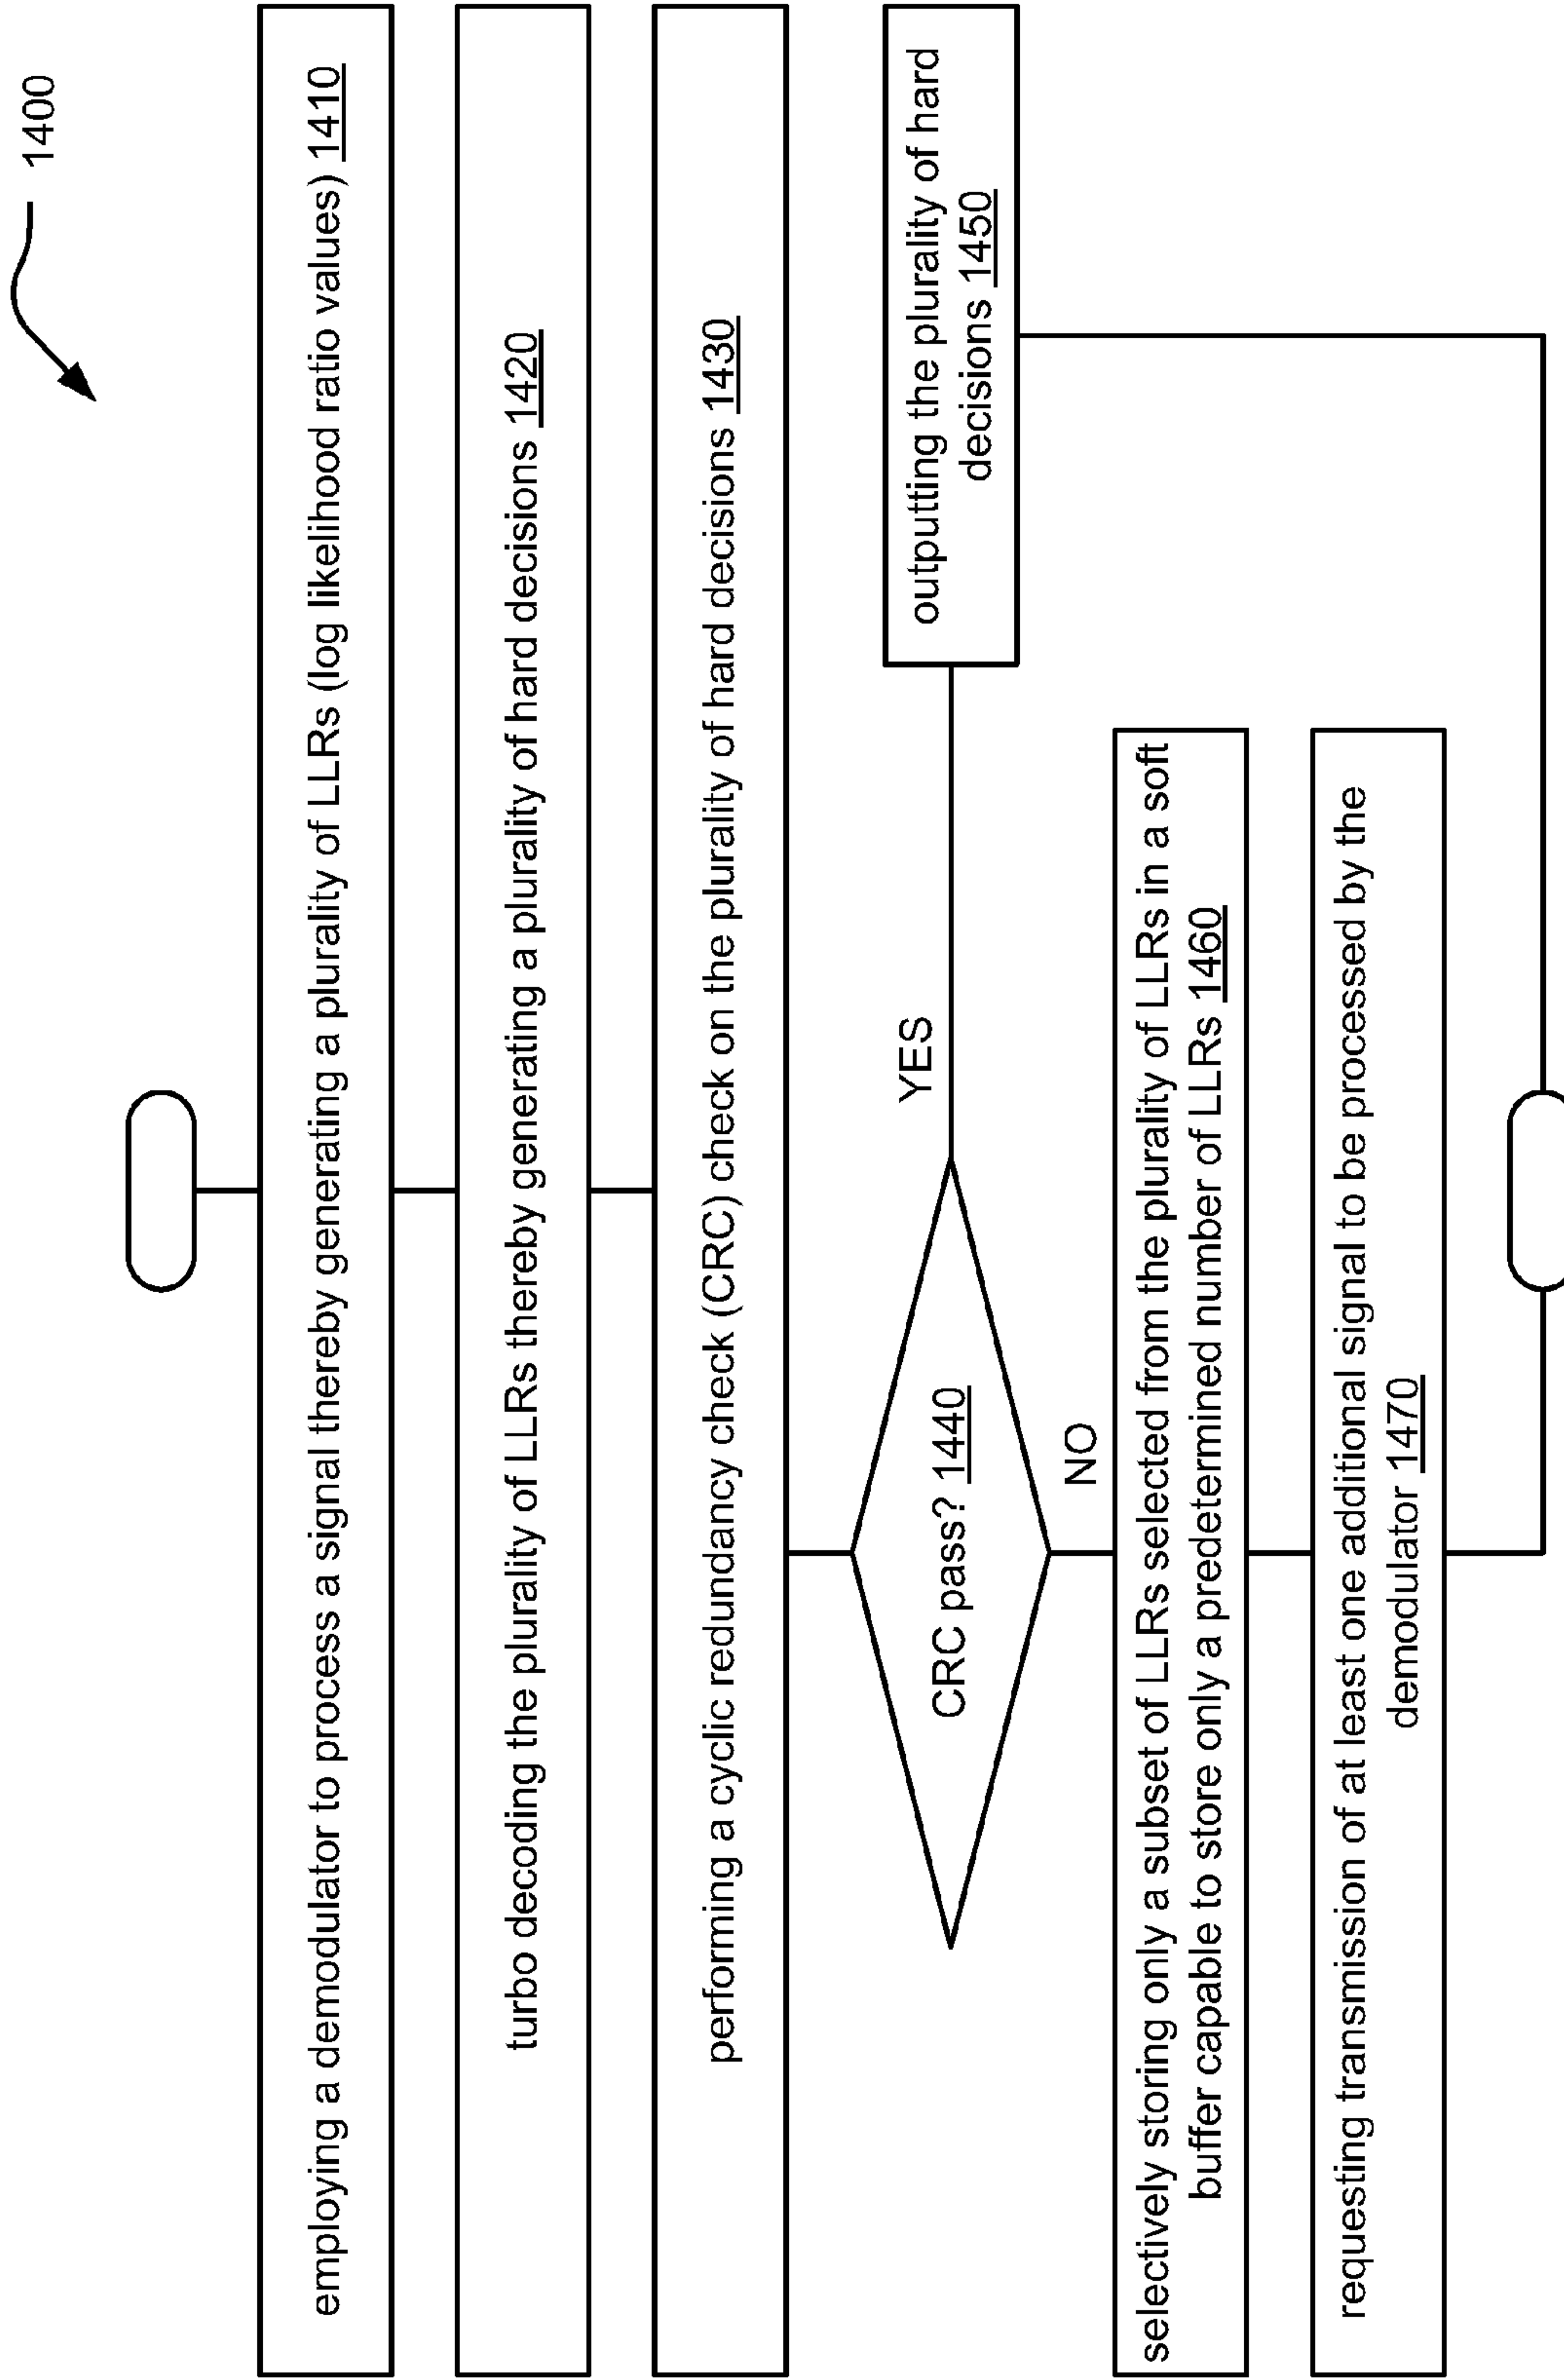 1400
employing a demodulator to process a signal thereby generating a plurality of LLRs (log likelihood ratio values) 1410
turbo decoding the plurality of LLRs thereby generating a plurality of hard decisions 1420
performing a cyclic redundancy check (CRC) check on the plurality of hard decisions 1430
CRC pass? 1440
YES
outputting the plurality of hard
decisions 1450
NO
selectively storing only a subset of LLRs selected from the plurality of LLRs in a soft
buffer capable to store only a predetermined number of LLRs 1460
requesting transmission of at least one additional signal to be processed by the
demodulator 1470